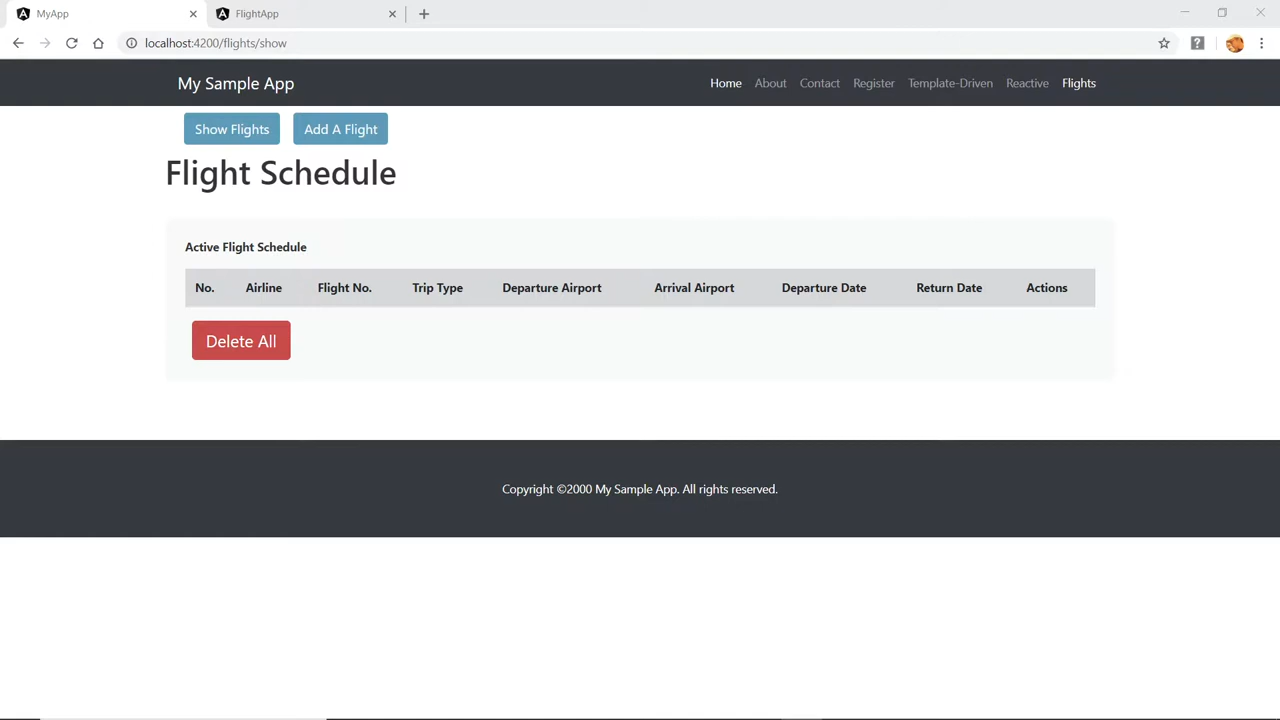 MyApp
FlightApp
localhost:4200/flights/show
My Sample App
Home About Contact Register Template-Driven Reactive Flights
Show Flights Add A Flight
Flight Schedule
Active Flight Schedule
No. Airline Flight No. Trip Type Departure Airport Arrival Airport Departure Date Return Date Actions
Delete All
Copyright ©2000 My Sample App. All rights reserved.